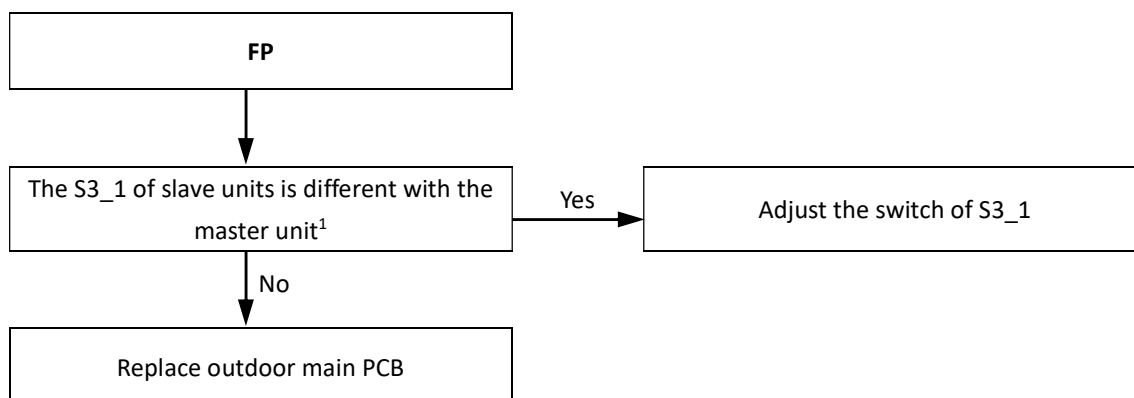 FP
The S3_1 of slave units is different with the
master unit¹
Yes
Adjust the switch of S3_1
No
Replace outdoor main PCB